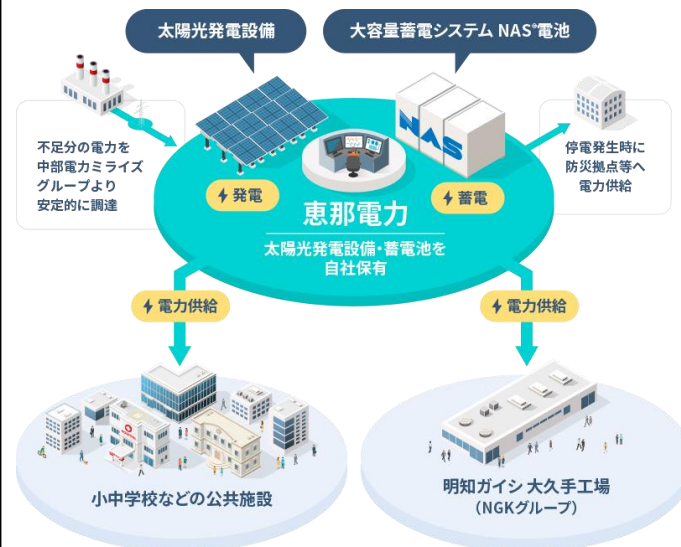 太陽光発電設備
大容量蓄電システム NAS®電池
不足分の電力を
中部電力ミライズ
グループより
安定的に調達
NAS
停電発生時に
防災拠点等へ
電力供給
発電
蓄電
恵那電力
太陽光発電設備・蓄電池を
自社保有
電力供給
電力供給
小中学校などの公共施設
明知ガイシ 大久手工場
(NGKグループ)